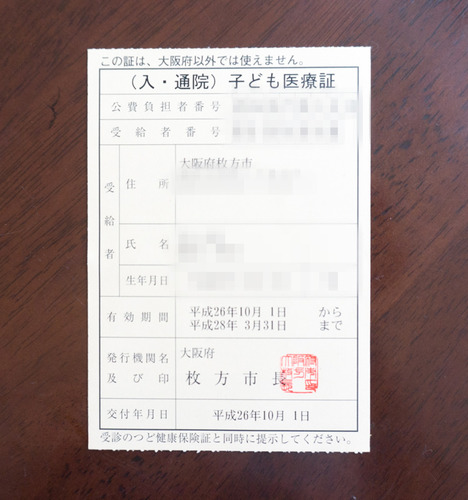 この証は、大阪府以外では使えません。
（入・通院）子ども医療証
公費負担者番号
受給者番号
受給者
住所
大阪府枚方市
氏名
生年月日
有効期間
平成26年10月 1日 から
平成28年 3月31日 まで
発行機関名
及び印
大阪府
枚方市長
交付年月日
平成26年10月 1日
受診のつど健康保険証と同時に提示してください。